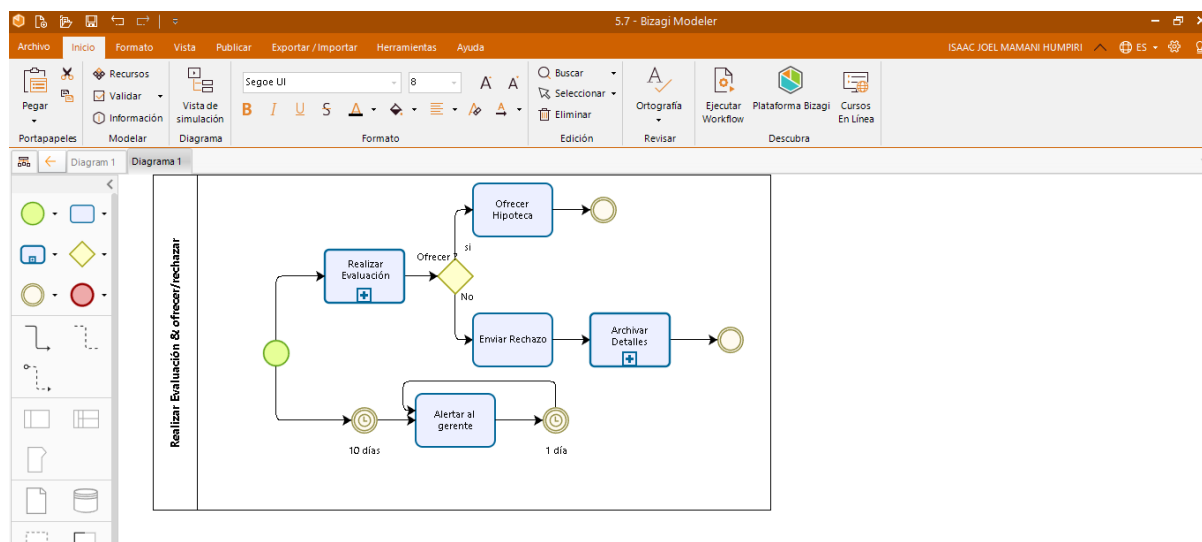 5.7 - Bizagi Modeler
Archivo Inicio Formato Vista Publicar Exportar / Importar Herramientas Ayuda
ISAAC JOEL MAMANI HUMPIRI
ES
Pegar
Recursos
Validar
Información
Vista de
simulación
Segoe UI
8
Buscar
Seleccionar
Eliminar
Ortografía
Ejecutar
Workflow
Plataforma Bizagi
Cursos
En Línea
Portapapeles Modelar Diagrama Formato Edición Revisar Descubra
Diagram 1 Diagrama 1
Realizar Evaluación & ofrecer/rechazar
Ofrecer
Hipoteca
si
Ofrecer ?
Realizar
Evaluación
No
Enviar Rechazo
Archivar
Detalles
Alertar al
gerente
10 días
1 día